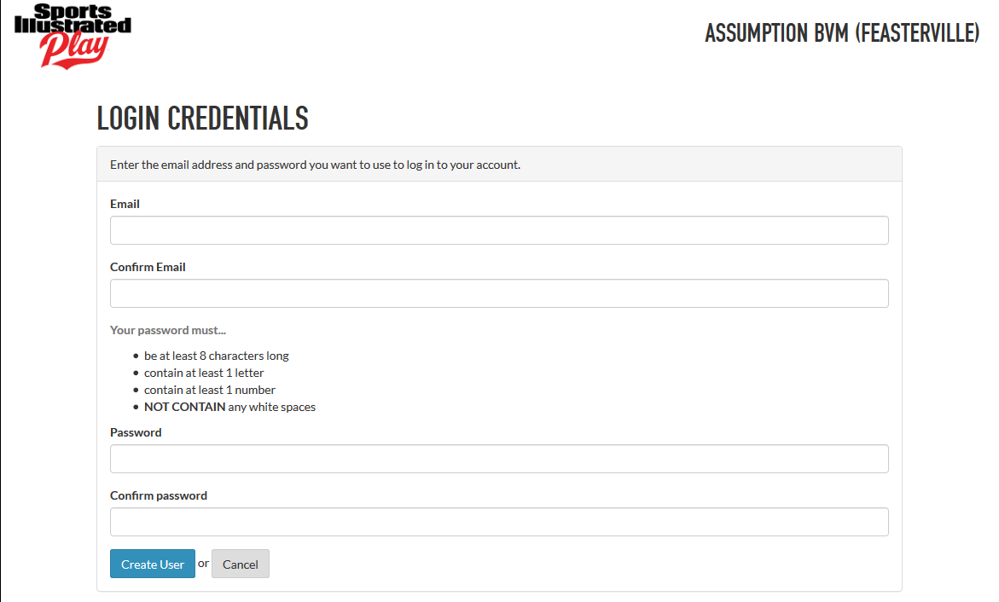 Sports
Illustrated
Play
ASSUMPTION BVM (FEASTERVILLE)
LOGIN CREDENTIALS
Enter the email address and password you want to use to log in to your account.
Email
Confirm Email
Your password must...
• be at least 8 characters long
• contain at least 1 letter
• contain at least 1 number
• NOT CONTAIN any white spaces
Password
Confirm password
Create User or Cancel